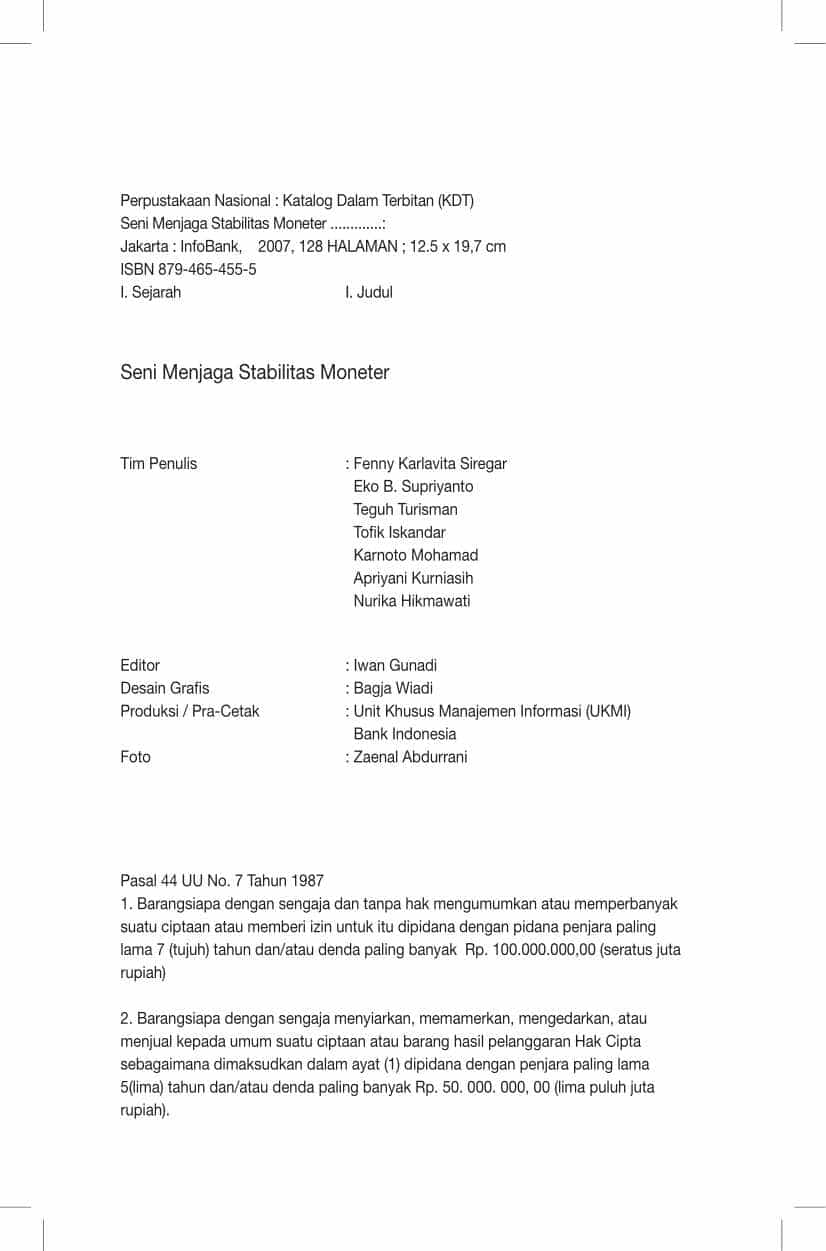 Perpustakaan Nasional : Katalog Dalam Terbitan (KDT)
Seni Menjaga Stabilitas Moneter .............:
Jakarta : InfoBank,    2007, 128 HALAMAN ; 12.5 x 19,7 cm
ISBN 879-465-455-5
I. Sejarah I. Judul
Seni Menjaga Stabilitas Moneter
Tim Penulis : Fenny Karlavita Siregar
Eko B. Supriyanto
Teguh Turisman
Tofik Iskandar
Karnoto Mohamad
Apriyani Kurniasih
Nurika Hikmawati
Editor : Iwan Gunadi
Desain Grafis : Bagja Wiadi
Produksi / Pra-Cetak : Unit Khusus Manajemen Informasi (UKMI)
Bank Indonesia
Foto : Zaenal Abdurrani
Pasal 44 UU No. 7 Tahun 1987
1. Barangsiapa dengan sengaja dan tanpa hak mengumumkan atau memperbanyak
suatu ciptaan atau memberi izin untuk itu dipidana dengan pidana penjara paling
lama 7 (tujuh) tahun dan/atau denda paling banyak  Rp. 100.000.000,00 (seratus juta
rupiah)
2. Barangsiapa dengan sengaja menyiarkan, memamerkan, mengedarkan, atau
menjual kepada umum suatu ciptaan atau barang hasil pelanggaran Hak Cipta
sebagaimana dimaksudkan dalam ayat (1) dipidana dengan penjara paling lama
5(lima) tahun dan/atau denda paling banyak Rp. 50. 000. 000, 00 (lima puluh juta
rupiah).